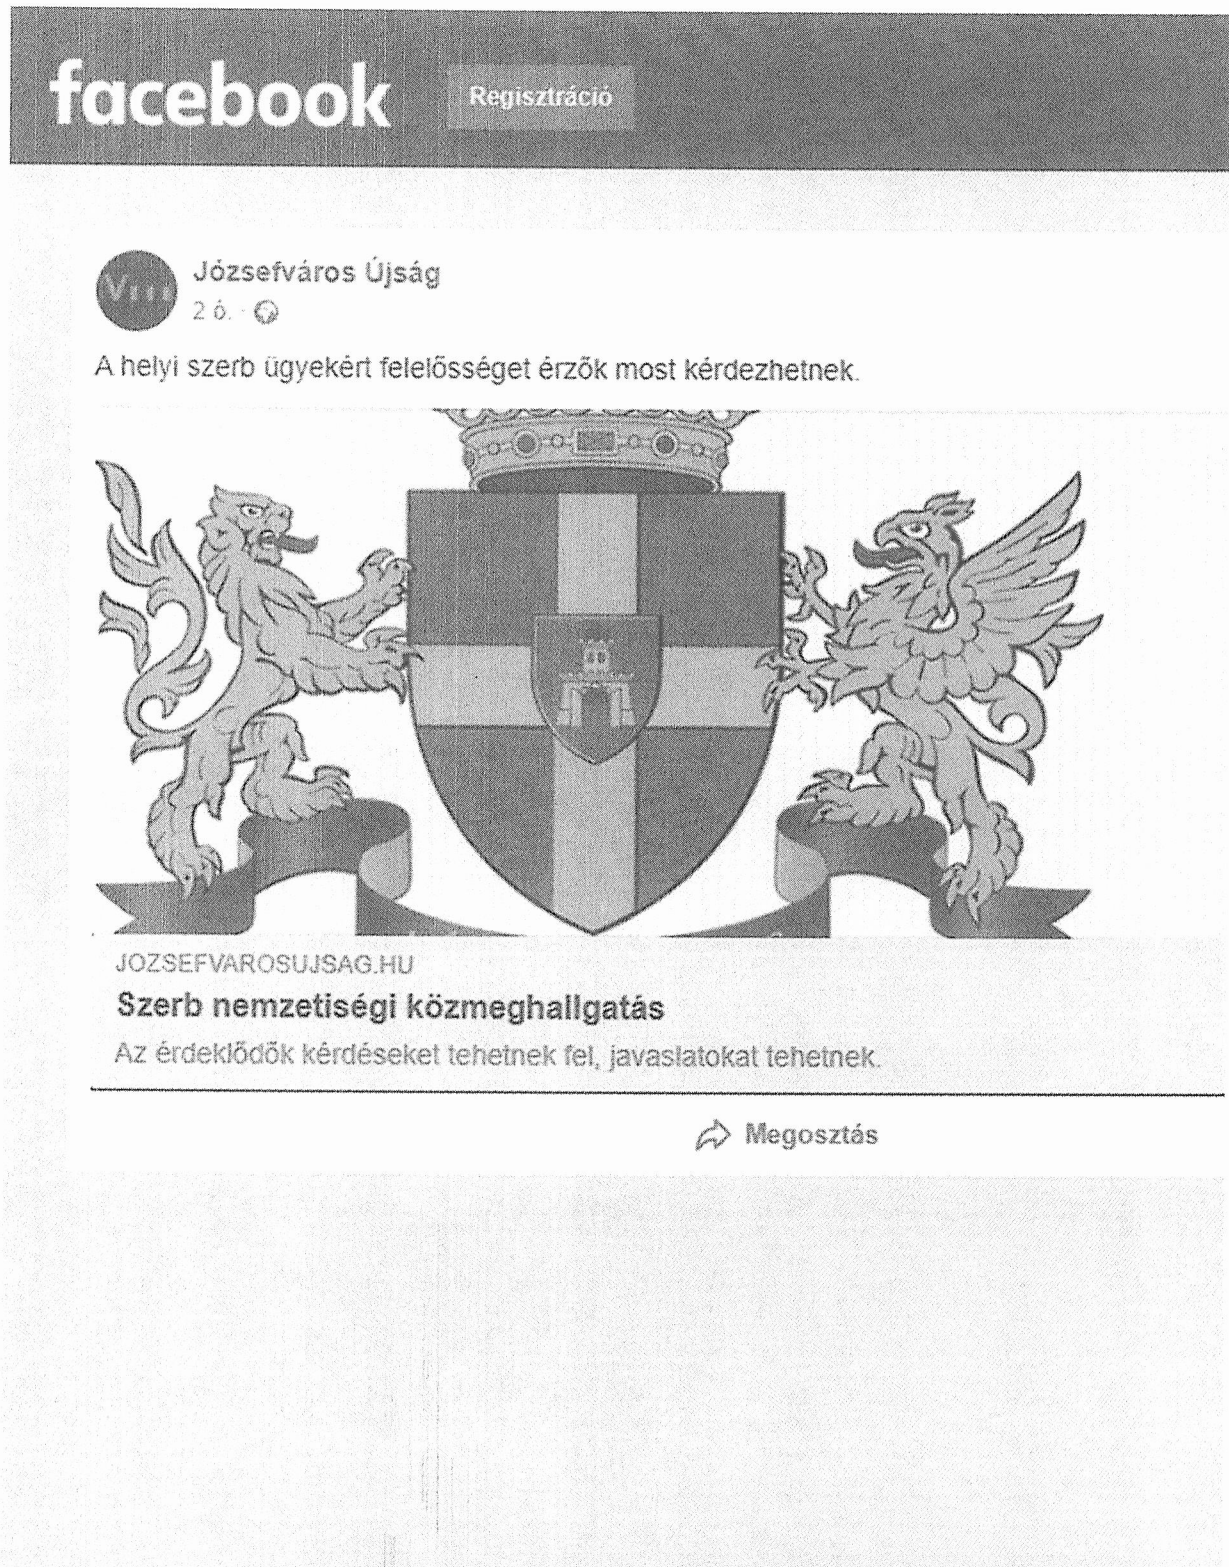 facebook
Regisztráció
VIII
Józsefváros Újság
2 ó. ·
A helyi szerb ügyekért felelősséget érzők most kérdezhetnek.
JOZSEFVAROSUJSAG.HU
Szerb nemzetiségi közmeghallgatás
Az érdeklődők kérdéseket tehetnek fel, javaslatokat tehetnek.
Megosztás